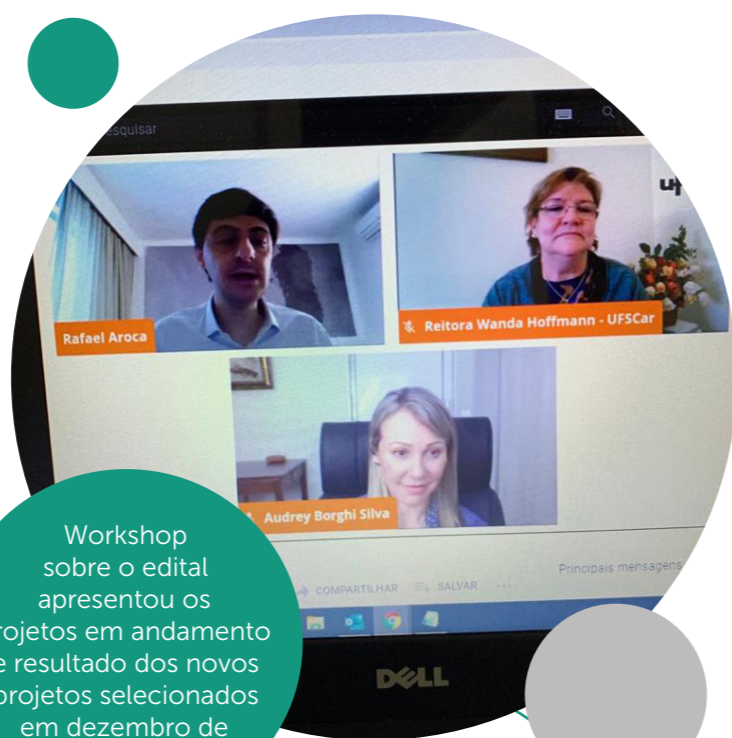 esquisar
Rafael Aroca
Reitora Wanda Hoffmann - UFSCar
Audrey Borghi Silva
COMPARTILHAR
SALVAR
Principais mensagens
DELL
Workshop
sobre o edital
apresentou os
rojetos em andamento
e resultado dos novos
projetos selecionados
em dezembro de